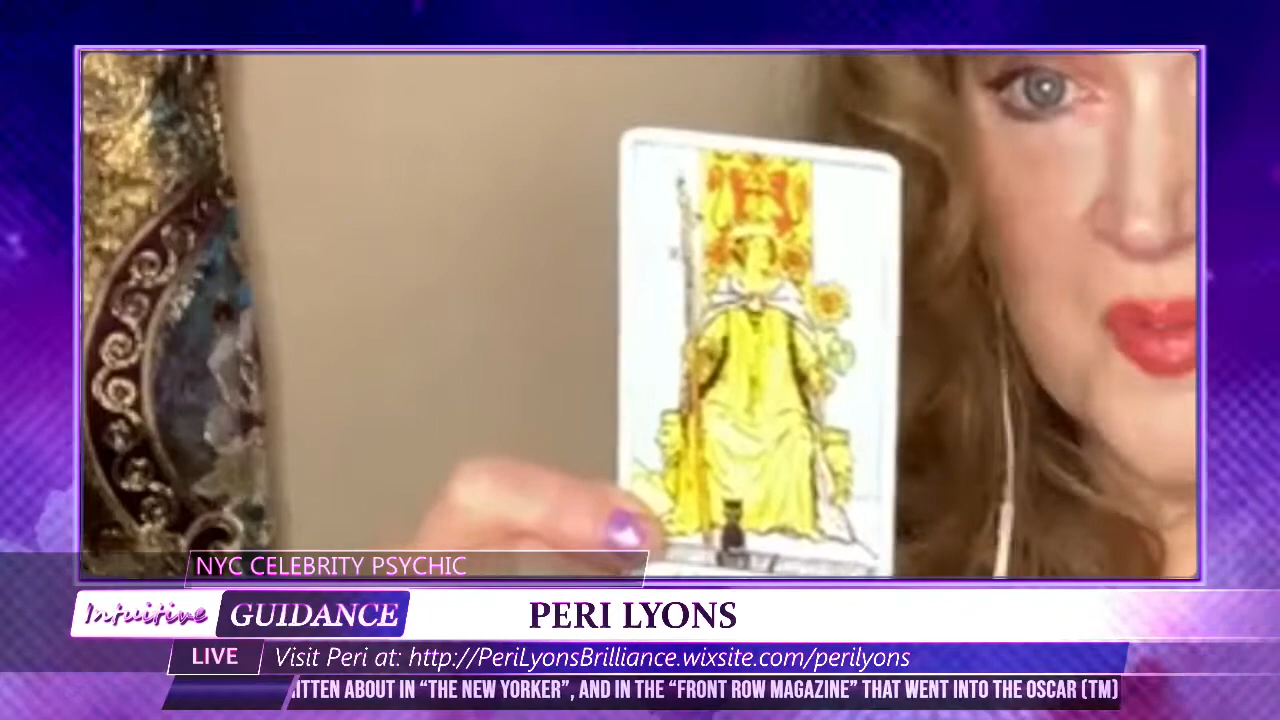 NYC CELEBRITY PSYCHIC
Intuitive GUIDANCE PERI LYONS
LIVE Visit Peri at: http://PeriLyonsBrilliance.wixsite.com/perilyons
ITTEN ABOUT IN “THE NEW YORKER”, AND IN THE “FRONT ROW MAGAZINE” THAT WENT INTO THE OSCAR (TM)